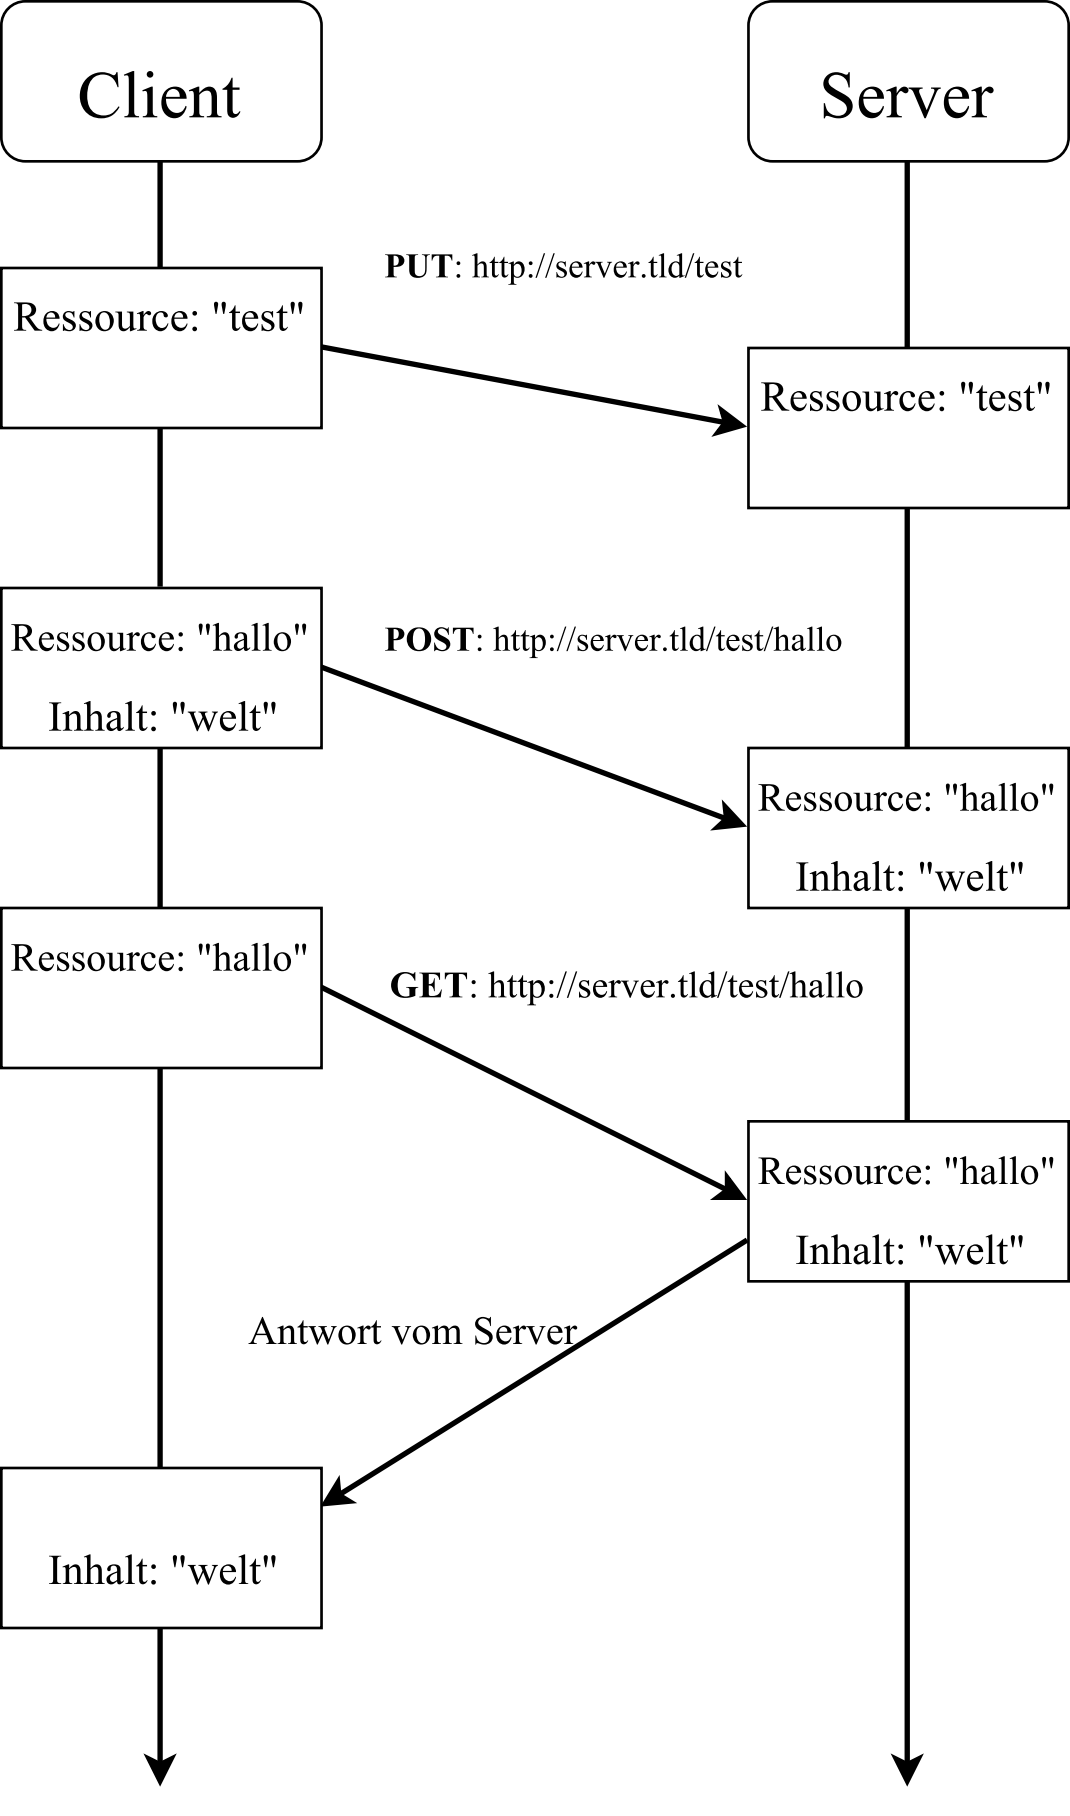 Client
Server
PUT: http://server.tld/test
Ressource: "test"
Ressource: "test"
POST: http://server.tld/test/hallo
Ressource: "hallo"
Inhalt: "welt"
Ressource: "hallo"
Inhalt: "welt"
Ressource: "hallo"
GET: http://server.tld/test/hallo
Ressource: "hallo"
Inhalt: "welt"
Antwort vom Server
Inhalt: "welt"